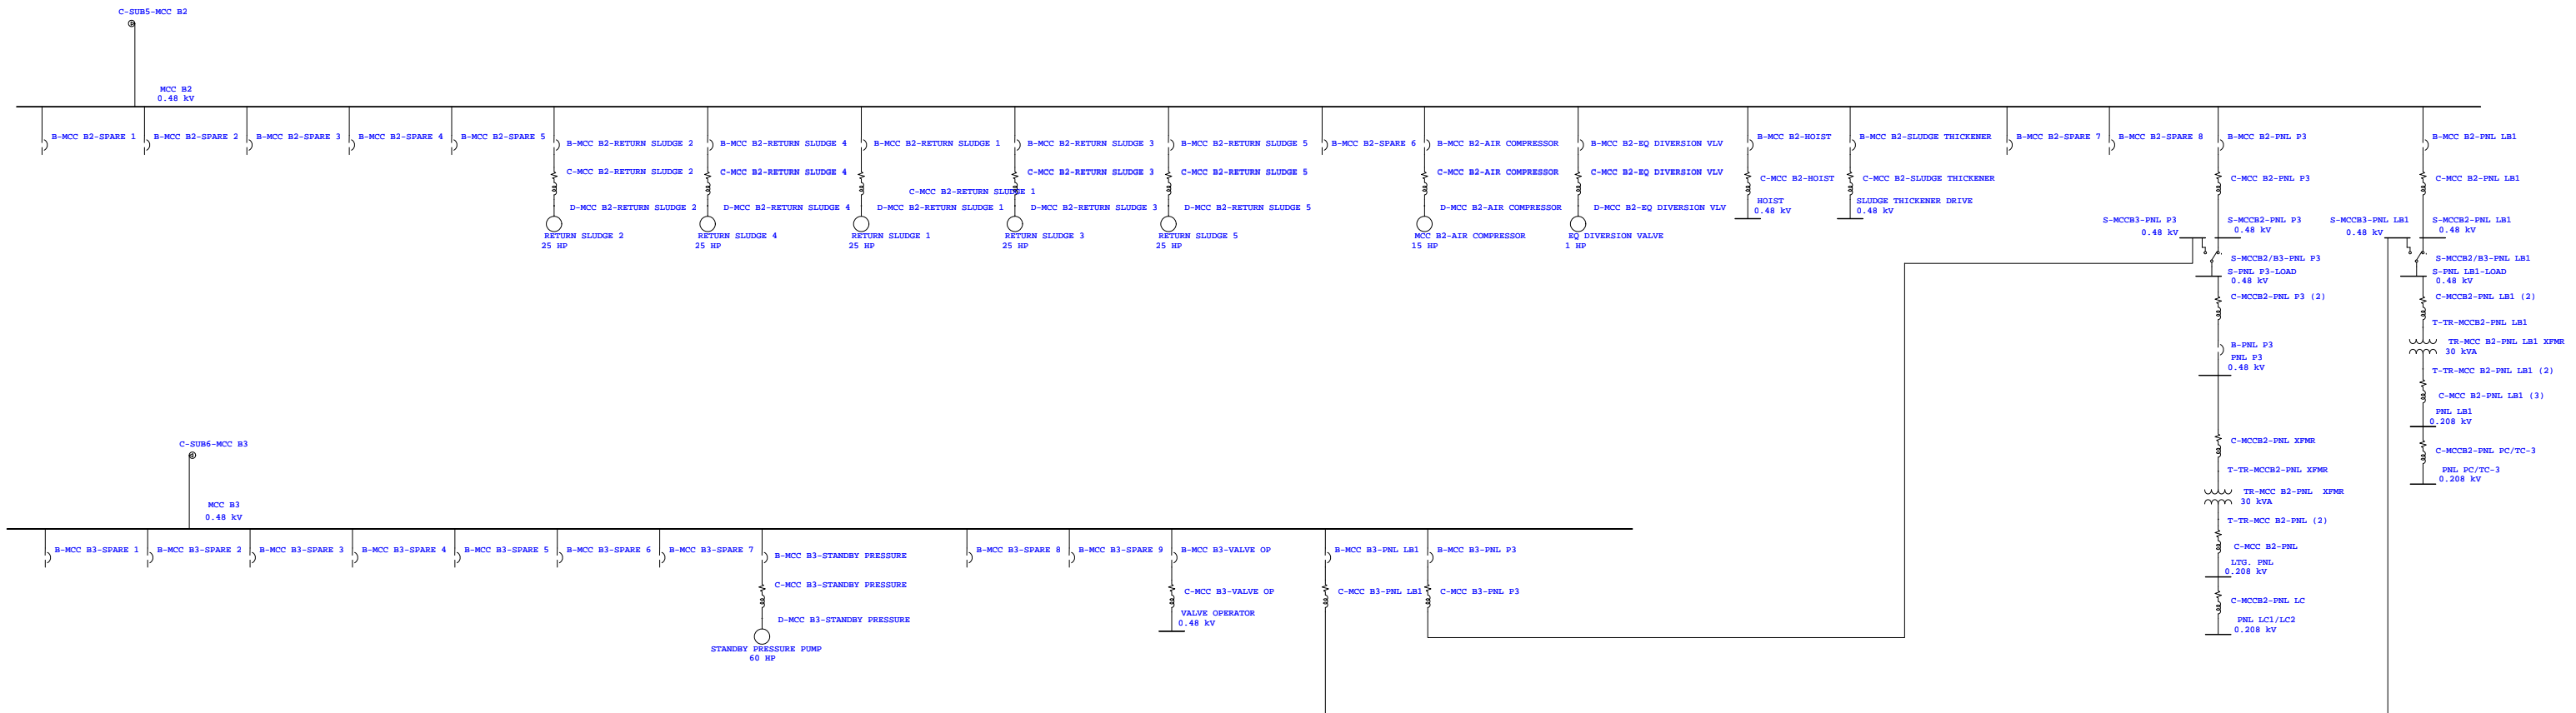 C-SUB5-MCC B2
MCC B2
0.48 kV
B-MCC B2-SPARE 1
B-MCC B2-SPARE 2
B-MCC B2-SPARE 3
B-MCC B2-SPARE 4
B-MCC B2-SPARE 5
B-MCC B2-RETURN SLUDGE 2
C-MCC B2-RETURN SLUDGE 2
D-MCC B2-RETURN SLUDGE 2
RETURN SLUDGE 2
25 HP
B-MCC B2-RETURN SLUDGE 4
C-MCC B2-RETURN SLUDGE 4
D-MCC B2-RETURN SLUDGE 4
RETURN SLUDGE 4
25 HP
B-MCC B2-RETURN SLUDGE 1
C-MCC B2-RETURN SLUDGE 1
D-MCC B2-RETURN SLUDGE 1
RETURN SLUDGE 1
25 HP
B-MCC B2-RETURN SLUDGE 3
C-MCC B2-RETURN SLUDGE 3
D-MCC B2-RETURN SLUDGE 3
RETURN SLUDGE 3
25 HP
B-MCC B2-RETURN SLUDGE 5
C-MCC B2-RETURN SLUDGE 5
D-MCC B2-RETURN SLUDGE 5
RETURN SLUDGE 5
25 HP
B-MCC B2-SPARE 6
B-MCC B2-AIR COMPRESSOR
C-MCC B2-AIR COMPRESSOR
D-MCC B2-AIR COMPRESSOR
MCC B2-AIR COMPRESSOR
15 HP
B-MCC B2-EQ DIVERSION VLV
C-MCC B2-EQ DIVERSION VLV
D-MCC B2-EQ DIVERSION VLV
EQ DIVERSION VALVE
1 HP
B-MCC B2-HOIST
C-MCC B2-HOIST
HOIST
0.48 kV
B-MCC B2-SLUDGE THICKENER
C-MCC B2-SLUDGE THICKENER
SLUDGE THICKENER DRIVE
0.48 kV
B-MCC B2-SPARE 7
B-MCC B2-SPARE 8
B-MCC B2-PNL P3
C-MCC B2-PNL P3
S-MCCB3-PNL P3
0.48 kV
S-MCCB2-PNL P3
0.48 kV
S-MCCB2/B3-PNL P3
S-PNL P3-LOAD
0.48 kV
C-MCCB2-PNL P3 (2)
B-PNL P3
PNL P3
0.48 kV
C-MCCB2-PNL XFMR
T-TR-MCCB2-PNL XFMR
TR-MCC B2-PNL  XFMR
30 kVA
T-TR-MCC B2-PNL (2)
C-MCC B2-PNL
LTG. PNL
0.208 kV
C-MCCB2-PNL LC
PNL LC1/LC2
0.208 kV
B-MCC B2-PNL LB1
C-MCC B2-PNL LB1
S-MCCB3-PNL LB1
0.48 kV
S-MCCB2-PNL LB1
0.48 kV
S-MCCB2/B3-PNL LB1
S-PNL LB1-LOAD
0.48 kV
C-MCCB2-PNL LB1 (2)
T-TR-MCCB2-PNL LB1
TR-MCC B2-PNL LB1 XFMR
30 kVA
T-TR-MCC B2-PNL LB1 (2)
C-MCC B2-PNL LB1 (3)
PNL LB1
0.208 kV
C-MCCB2-PNL PC/TC-3
PNL PC/TC-3
0.208 kV
C-SUB6-MCC B3
MCC B3
0.48 kV
B-MCC B3-SPARE 1
B-MCC B3-SPARE 2
B-MCC B3-SPARE 3
B-MCC B3-SPARE 4
B-MCC B3-SPARE 5
B-MCC B3-SPARE 6
B-MCC B3-SPARE 7
B-MCC B3-STANDBY PRESSURE
C-MCC B3-STANDBY PRESSURE
D-MCC B3-STANDBY PRESSURE
STANDBY PRESSURE PUMP
60 HP
B-MCC B3-SPARE 8
B-MCC B3-SPARE 9
B-MCC B3-VALVE OP
C-MCC B3-VALVE OP
VALVE OPERATOR
0.48 kV
B-MCC B3-PNL LB1
C-MCC B3-PNL LB1
B-MCC B3-PNL P3
C-MCC B3-PNL P3